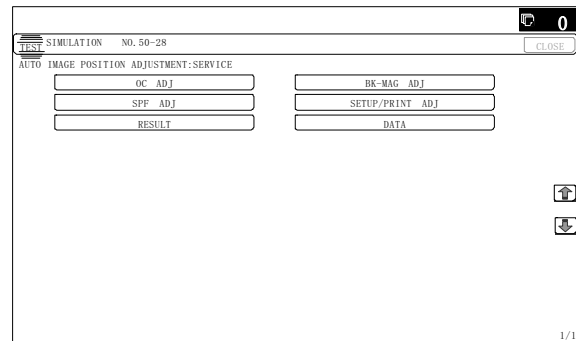 0
TEST SIMULATION NO.50-28 CLOSE
AUTO IMAGE POSITION ADJUSTMENT:SERVICE
OC ADJ BK-MAG ADJ
SPF ADJ SETUP/PRINT ADJ
RESULT DATA
1/1